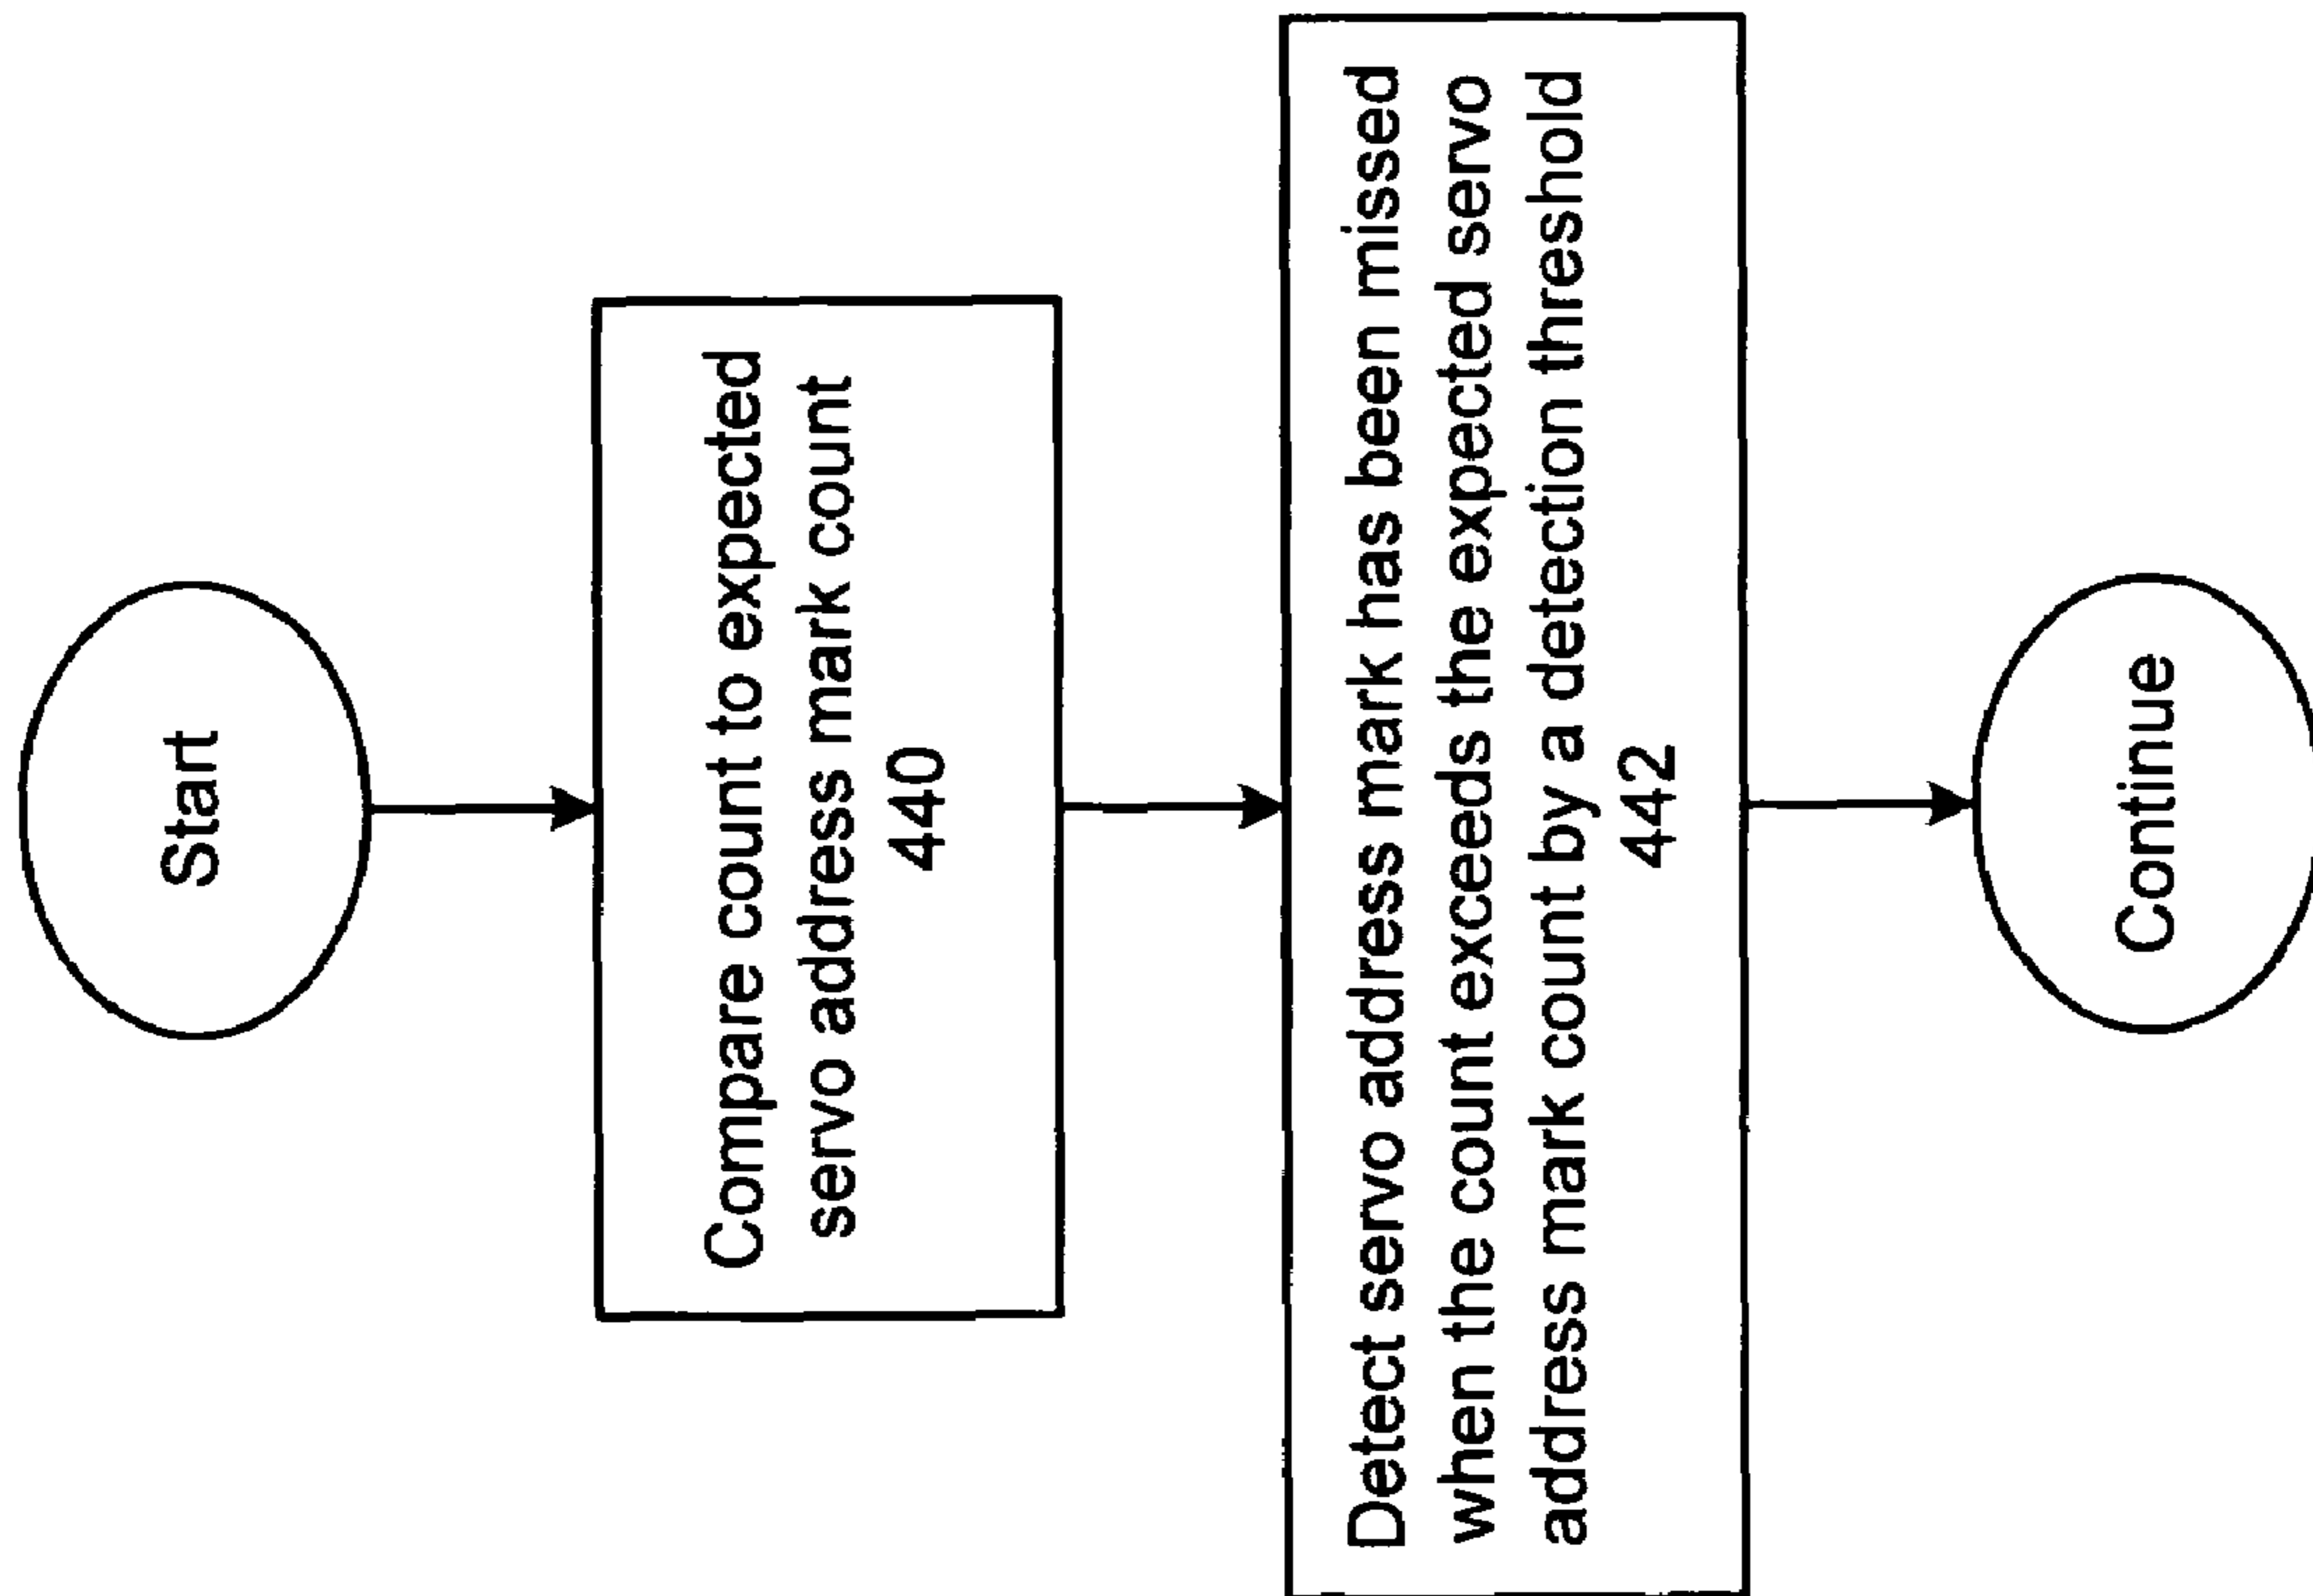 Start
Compare count to expected
servo address mark count
440
Detect servo address mark has been missed
when the count exceeds the expected servo
address mark count by a detection threshold
442
Continue